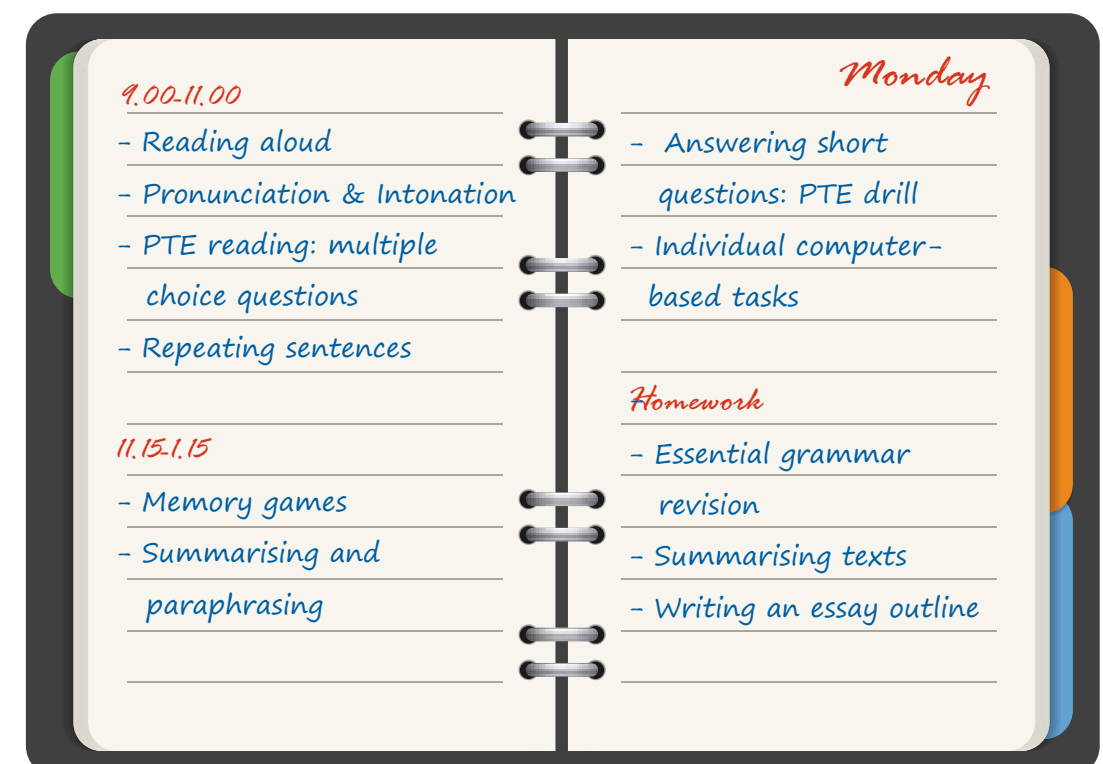 9.00-11.00
- Reading aloud
- Pronunciation & Intonation
- PTE reading: multiple
choice questions
- Repeating sentences
11.15-1.15
- Memory games
- Summarising and
paraphrasing
Monday
- Answering short
questions: PTE drill
- Individual computer-
based tasks
Homework
- Essential grammar
revision
- Summarising texts
- Writing an essay outline